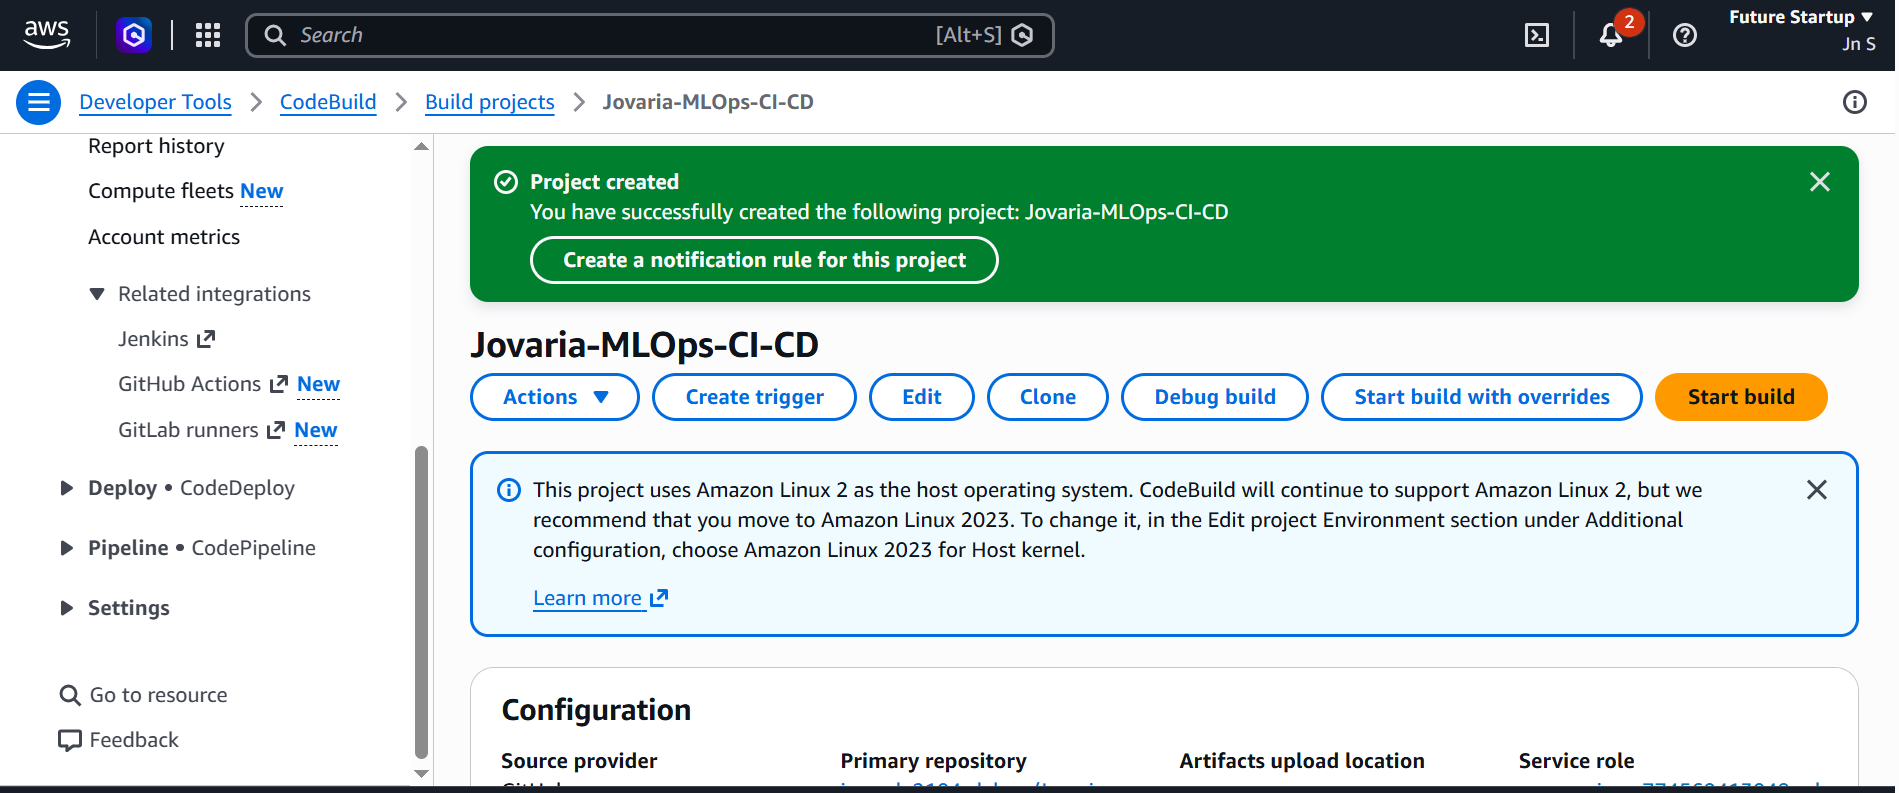 aws
Search
[Alt+S]
2
Future Startup
Jn S
Developer Tools
CodeBuild
Build projects
Jovaria-MLOps-CI-CD
Report history
Compute fleets New
Account metrics
Related integrations
Jenkins
GitHub Actions New
GitLab runners New
Deploy • CodeDeploy
Pipeline • CodePipeline
Settings
Go to resource
Feedback
Project created
You have successfully created the following project: Jovaria-MLOps-CI-CD
Create a notification rule for this project
Jovaria-MLOps-CI-CD
Actions
Create trigger
Edit
Clone
Debug build
Start build with overrides
Start build
This project uses Amazon Linux 2 as the host operating system. CodeBuild will continue to support Amazon Linux 2, but we
recommend that you move to Amazon Linux 2023. To change it, in the Edit project Environment section under Additional
configuration, choose Amazon Linux 2023 for Host kernel.
Learn more
Configuration
Source provider
Primary repository
Artifacts upload location
Service role
GitHub